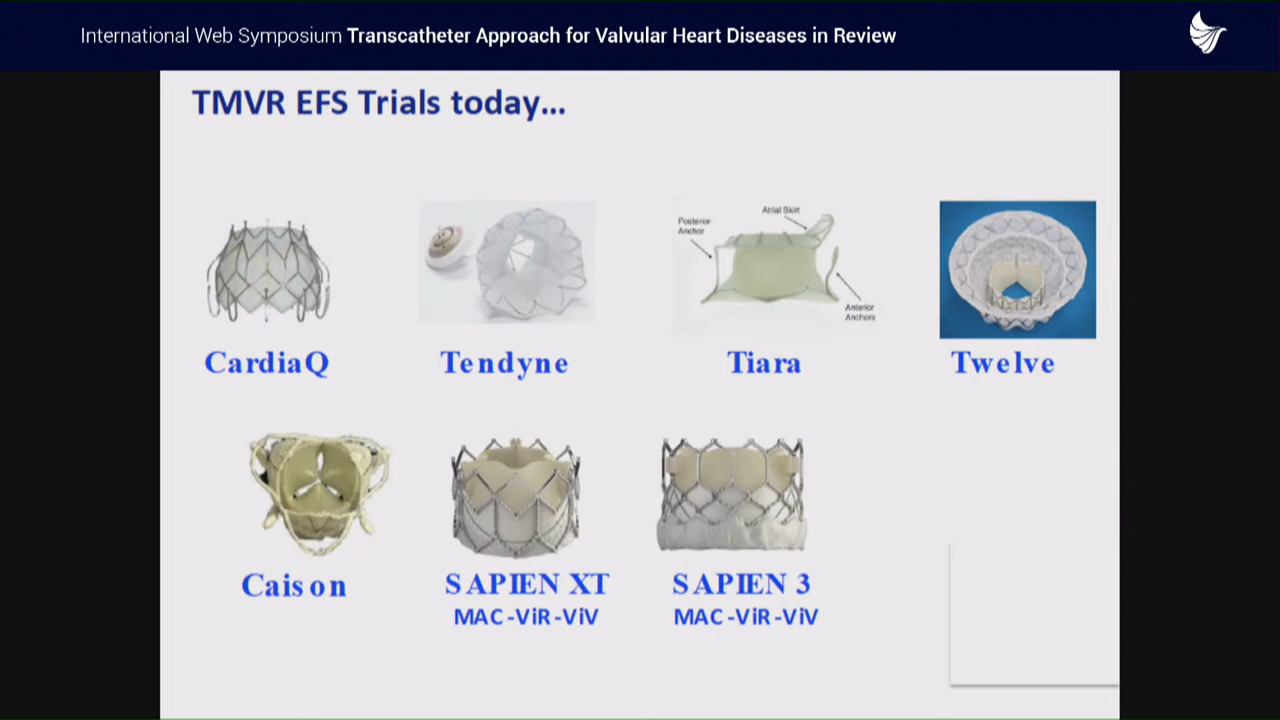 International Web Symposium Transcatheter Approach for Valvular Heart Diseases in Review
TMVR EFS Trials today...
Posterior
Anchor
Atrial Skirt
Anterior
Anchors
CardiaQ
Tendyne
Tiara
Twelve
Caison
SAPIEN XT
MAC-ViR-ViV
SAPIEN 3
MAC-ViR-ViV